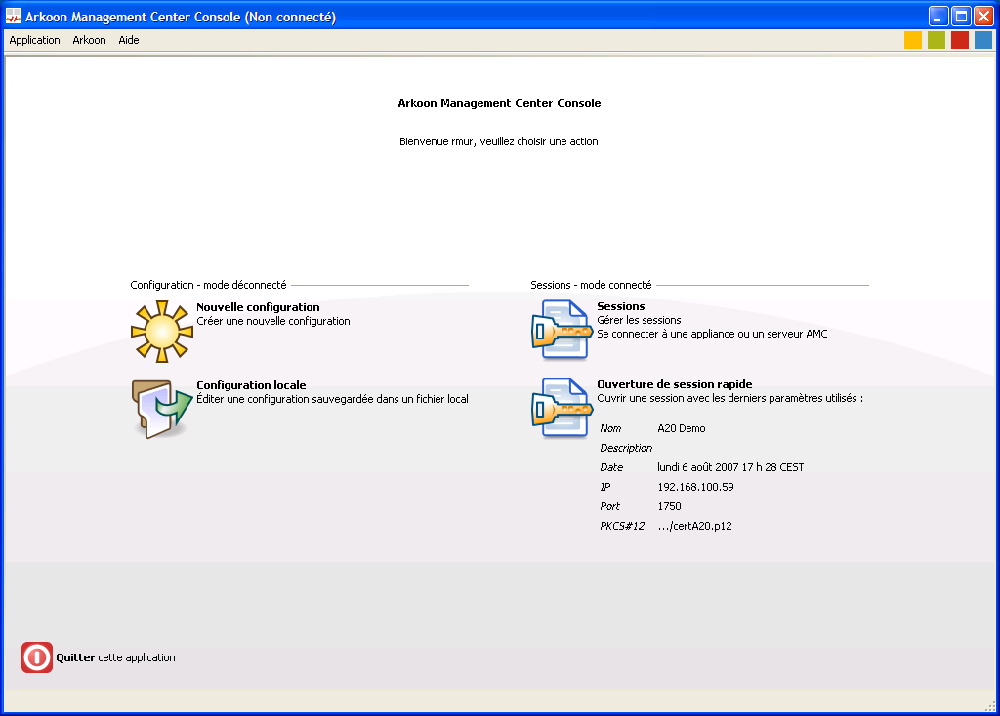 Arkoon Management Center Console (Non connecté)
Application Arkoon Aide
Arkoon Management Center Console
Bienvenue rmur, veuillez choisir une action
Configuration - mode déconnecté
Nouvelle configuration
Créer une nouvelle configuration
Configuration locale
Éditer une configuration sauvegardée dans un fichier local
Sessions - mode connecté
Sessions
Gérer les sessions
Se connecter à une appliance ou un serveur AMC
Ouverture de session rapide
Ouvrir une session avec les derniers paramètres utilisés :
Nom A20 Demo
Description
Date lundi 6 août 2007 17 h 28 CEST
IP 192.168.100.59
Port 1750
PKCS#12 .../certA20.p12
Quitter cette application